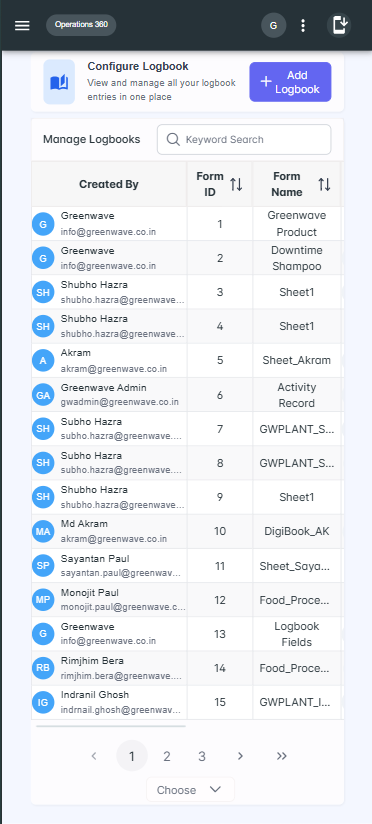 Operations 360
G
Configure Logbook
View and manage all your logbook
entries in one place
+ Add
Logbook
Manage Logbooks
Keyword Search
Created By
Form
ID
Form
Name
G
Greenwave
info@greenwave.co.in
1
Greenwave
Product
G
Greenwave
info@greenwave.co.in
2
Downtime
Shampoo
SH
Shubho Hazra
shubho.hazra@greenwave...
3
Sheet1
SH
Shubho Hazra
shubho.hazra@greenwave...
4
Sheet1
A
Akram
akram@greenwave.co.in
5
Sheet_Akram
GA
Greenwave Admin
gwadmin@greenwave.co.in
6
Activity
Record
SH
Subho Hazra
subho.hazra@greenwave....
7
GWPLANT_S...
SH
Subho Hazra
subho.hazra@greenwave....
8
GWPLANT_S...
SH
Shubho Hazra
shubho.hazra@greenwave...
9
Sheet1
MA
Md Akram
akram@greenwave.co.in
10
DigiBook_AK
SP
Sayantan Paul
sayantan.paul@greenwav...
11
Sheet_Saya...
MP
Monojit Paul
monojit.paul@greenwave.c...
12
Food_Proce...
G
Greenwave
info@greenwave.co.in
13
Logbook
Fields
RB
Rimjhim Bera
rimjhim.bera@greenwave....
14
Food_Proce...
IG
Indranil Ghosh
indrnail.ghosh@greenwav...
15
GWPLANT_I...
1 2 3
Choose